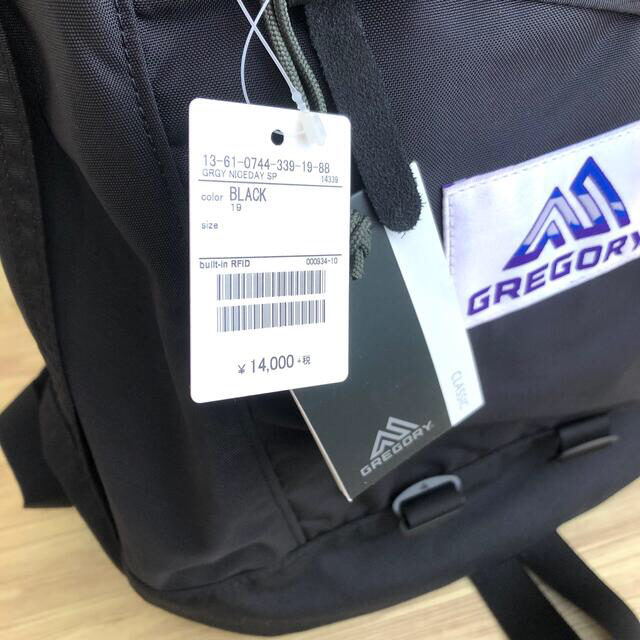 13-61-0744-339-19-88
GRGY NICEDAY SP
14339
color BLACK
19
size
built-in RFID 000934-10
¥ 14,000 +税
GREGORY
CLASSIC
GREGORY